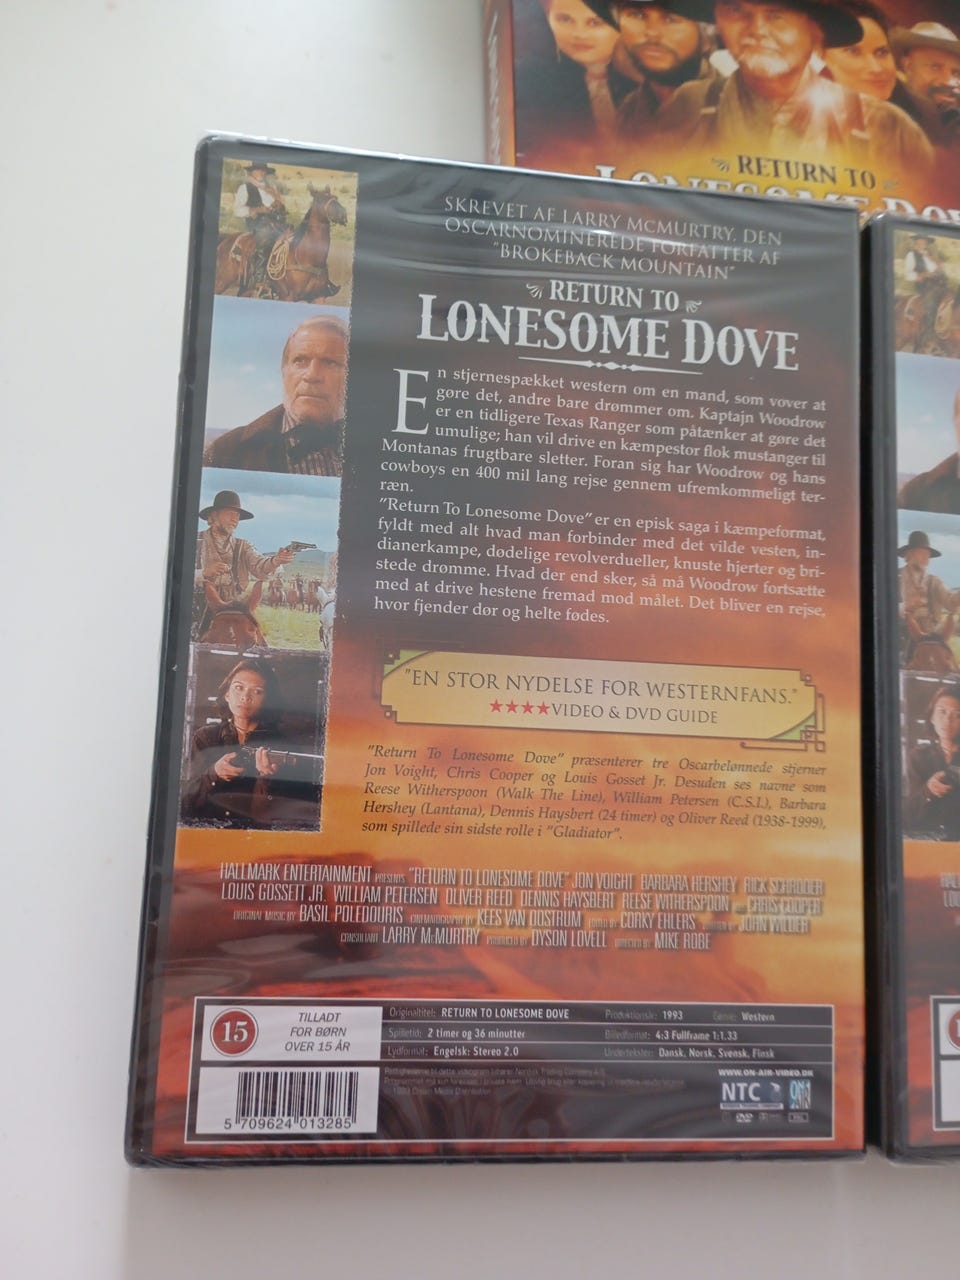 RETURN TO
LONESOME DOV
SKREVET AF LARRY McMURTRY, DEN
OSCARNOMINEREDE FORFATTER AF
"BROKEBACK MOUNTAIN"
RETURN TO
LONESOME DOVE
En stjernespækket western om en mand, som vover at
gøre det, andre bare drømmer om. Kaptajn Woodrow
er en tidligere Texas Ranger som påtænker at gøre det
umulige; han vil drive en kæmpestor flok mustanger til
Montanas frugtbare sletter. Foran sig har Woodrow og hans
cowboys en 400 mil lang rejse gennem ufremkommeligt ter-
ræn.
"Return To Lonesome Dove" er en episk saga i kæmpeformat,
fyldt med alt hvad man forbinder med det vilde vesten, in-
dianerkampe, dødelige revolverdueller, knuste hjerter og bri-
stede drømme. Hvad der end sker, så må Woodrow fortsætte
med at drive hestene fremad mod målet. Det bliver en rejse,
hvor fjender dør og helte fødes.
"EN STOR NYDELSE FOR WESTERNFANS."
★★★★VIDEO & DVD GUIDE
"Return To Lonesome Dove" præsenterer tre Oscarbelønnede stjerner
Jon Voight, Chris Cooper og Louis Gosset Jr. Desuden ses navne som
Reese Witherspoon (Walk The Line), William Petersen (C.S.I.), Barbara
Hershey (Lantana), Dennis Haysbert (24 timer) og Oliver Reed (1938-1999),
som spillede sin sidste rolle i "Gladiator".
HALLMARK ENTERTAINMENT PRESENTS "RETURN TO LONESOME DOVE" JON VOIGHT BARBARA HERSHEY RICK SCHRODER
LOUIS GOSSETT JR. WILLIAM PETERSEN OLIVER REED DENNIS HAYSBERT REESE WITHERSPOON AND CHRIS COOPER
ORIGINAL MUSIC BY BASIL POLEDOURIS CINEMATOGRAPHY BY KEES VAN OOSTRUM EDITED BY CORKY EHLERS WRITTEN BY JOHN WILDER
CONSULTANT LARRY McMURTRY PRODUCED BY DYSON LOVELL DIRECTED BY MIKE ROBE
15
TILLADT
FOR BØRN
OVER 15 ÅR
Originaltitel: RETURN TO LONESOME DOVE Produktionsår: 1993 Genre: Western
Spilletid: 2 timer og 36 minutter Billedformat: 4:3 Fullframe 1:1.33
Lydformat: Engelsk: Stereo 2.0 Undertekster: Dansk, Norsk, Svensk, Finsk
Rettighederne til dette videogram tilhører Nordisk Trading Company A/S.
WWW.ON-AIR-VIDEO.DK
NTC
ON
AIR
DVD
5 709624 013285